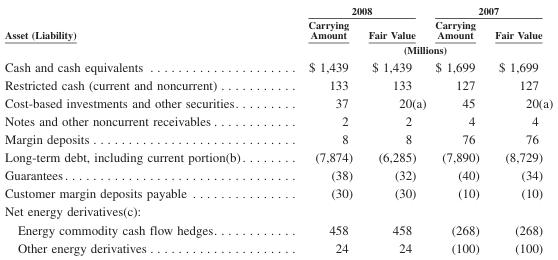 2008 2007
Carrying Carrying
Asset (Liability) Amount Fair Value Amount Fair Value
(Millions)
Cash and cash equivalents . . . . . . . . . . . . . . . . . . . . . $ 1,439 $ 1,439 $ 1,699 $ 1,699
Restricted cash (current and noncurrent) . . . . . . . . . . . 133 133 127 127
Cost-based investments and other securities. . . . . . . . . 37 20(a) 45 20(a)
Notes and other noncurrent receivables . . . . . . . . . . . . 2 2 4 4
Margin deposits . . . . . . . . . . . . . . . . . . . . . . . . . . . . . 8 8 76 76
Long-term debt, including current portion(b). . . . . . . . (7,874) (6,285) (7,890) (8,729)
Guarantees. . . . . . . . . . . . . . . . . . . . . . . . . . . . . . . . . (38) (32) (40) (34)
Customer margin deposits payable . . . . . . . . . . . . . . . (30) (30) (10) (10)
Net energy derivatives(c):
Energy commodity cash flow hedges. . . . . . . . . . . . 458 458 (268) (268)
Other energy derivatives . . . . . . . . . . . . . . . . . . . . . 24 24 (100) (100)